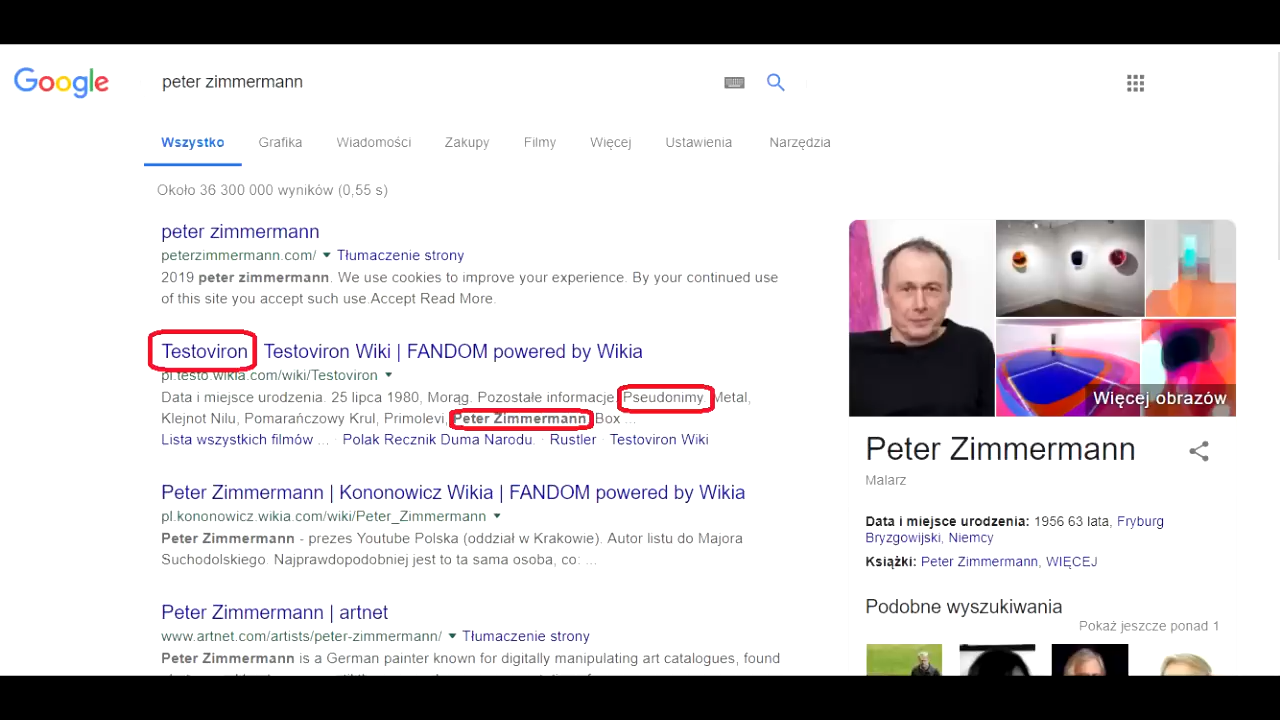 Google
peter zimmermann
Wszystko Grafika Wiadomości Zakupy Filmy Więcej Ustawienia Narzędzia
Około 36 300 000 wyników (0,55 s)
peter zimmermann
peterzimmermann.com/ Tłumaczenie strony
2019 peter zimmermann. We use cookies to improve your experience. By your continued use
of this site you accept such use.Accept Read More.
Testoviron Testoviron Wiki | FANDOM powered by Wikia
pl.testo.wikia.com/wiki/Testoviron
Data i miejsce urodzenia. 25 lipca 1980, Morąg. Pozostałe informacje. Pseudonimy. Metal,
Klejnot Nilu, Pomarańczowy Krul, Primolevi, Peter Zimmermann, Box ...
Lista wszystkich filmów ... · Polak Recznik Duma Narodu. · Rustler · Testoviron Wiki
Peter Zimmermann | Kononowicz Wikia | FANDOM powered by Wikia
pl.kononowicz.wikia.com/wiki/Peter_Zimmermann
Peter Zimmermann - prezes Youtube Polska (oddział w Krakowie). Autor listu do Majora
Suchodolskiego. Najprawdopodobniej jest to ta sama osoba, co: ...
Peter Zimmermann | artnet
www.artnet.com/artists/peter-zimmermann/ Tłumaczenie strony
Peter Zimmermann is a German painter known for digitally manipulating art catalogues, found
Więcej obrazów
Peter Zimmermann
Malarz
Data i miejsce urodzenia: 1956 63 lata, Fryburg
Bryzgowijski, Niemcy
Książki: Peter Zimmermann, WIĘCEJ
Podobne wyszukiwania
Pokaż jeszcze ponad 1